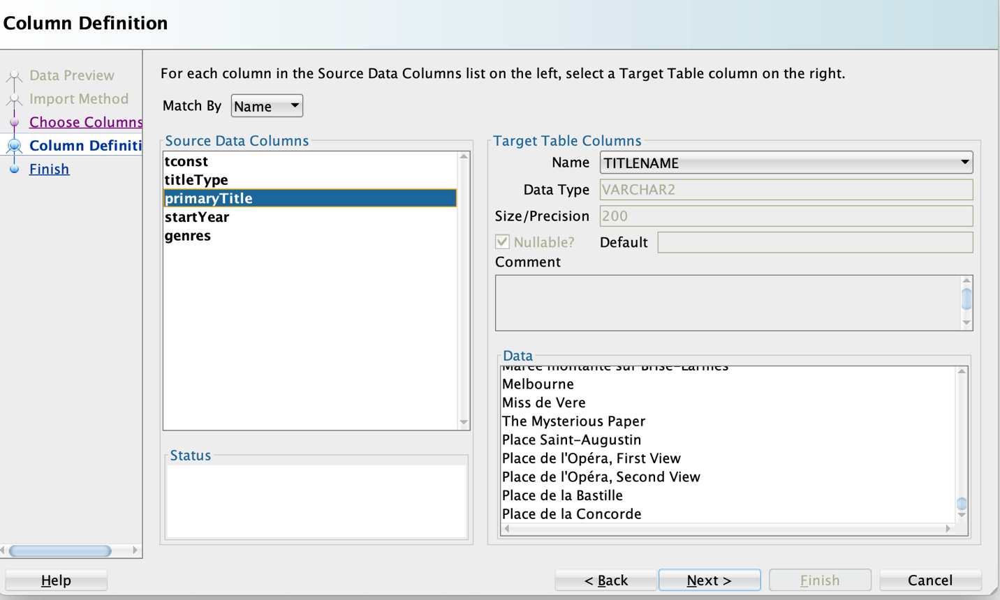 Column Definition
Data Preview
Import Method
Choose Columns
Column Definiti
Finish
For each column in the Source Data Columns list on the left, select a Target Table column on the right.
Match By Name
Source Data Columns
tconst
titleType
primaryTitle
startYear
genres
Status
Target Table Columns
Name TITLENAME
Data Type VARCHAR2
Size/Precision 200
Nullable? Default
Comment
Data
Melbourne
Miss de Vere
The Mysterious Paper
Place Saint-Augustin
Place de l'Opéra, First View
Place de l'Opéra, Second View
Place de la Bastille
Place de la Concorde
Help < Back Next > Finish Cancel